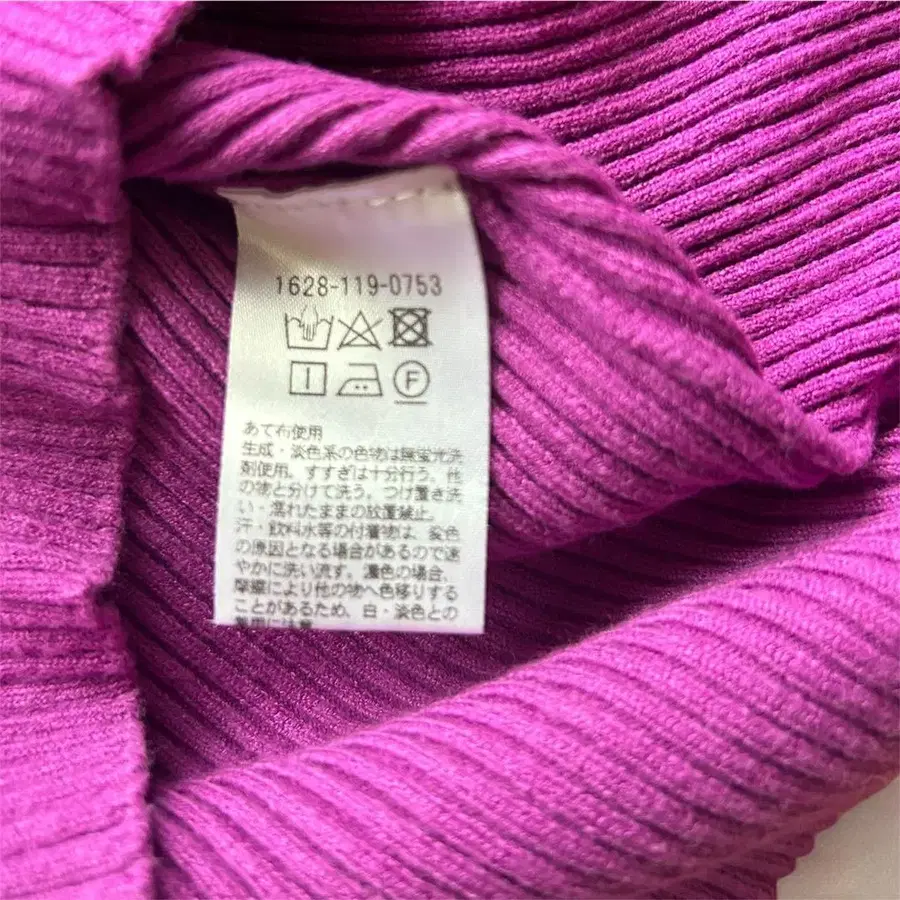 1628-119-0753
F
あて布使用
生成・淡色系の色物は無蛍光洗
剤使用。すすぎは十分行う。他
の物と分けて洗う。つけ置き洗
い・濡れたままの放置禁止。
汗・飲料水等の付着物は、変色
の原因となる場合があるので速
やかに洗い流す。濃色の場合、
摩擦により他の物へ色移りする
ことがあるため、白・淡色との
着用に注意